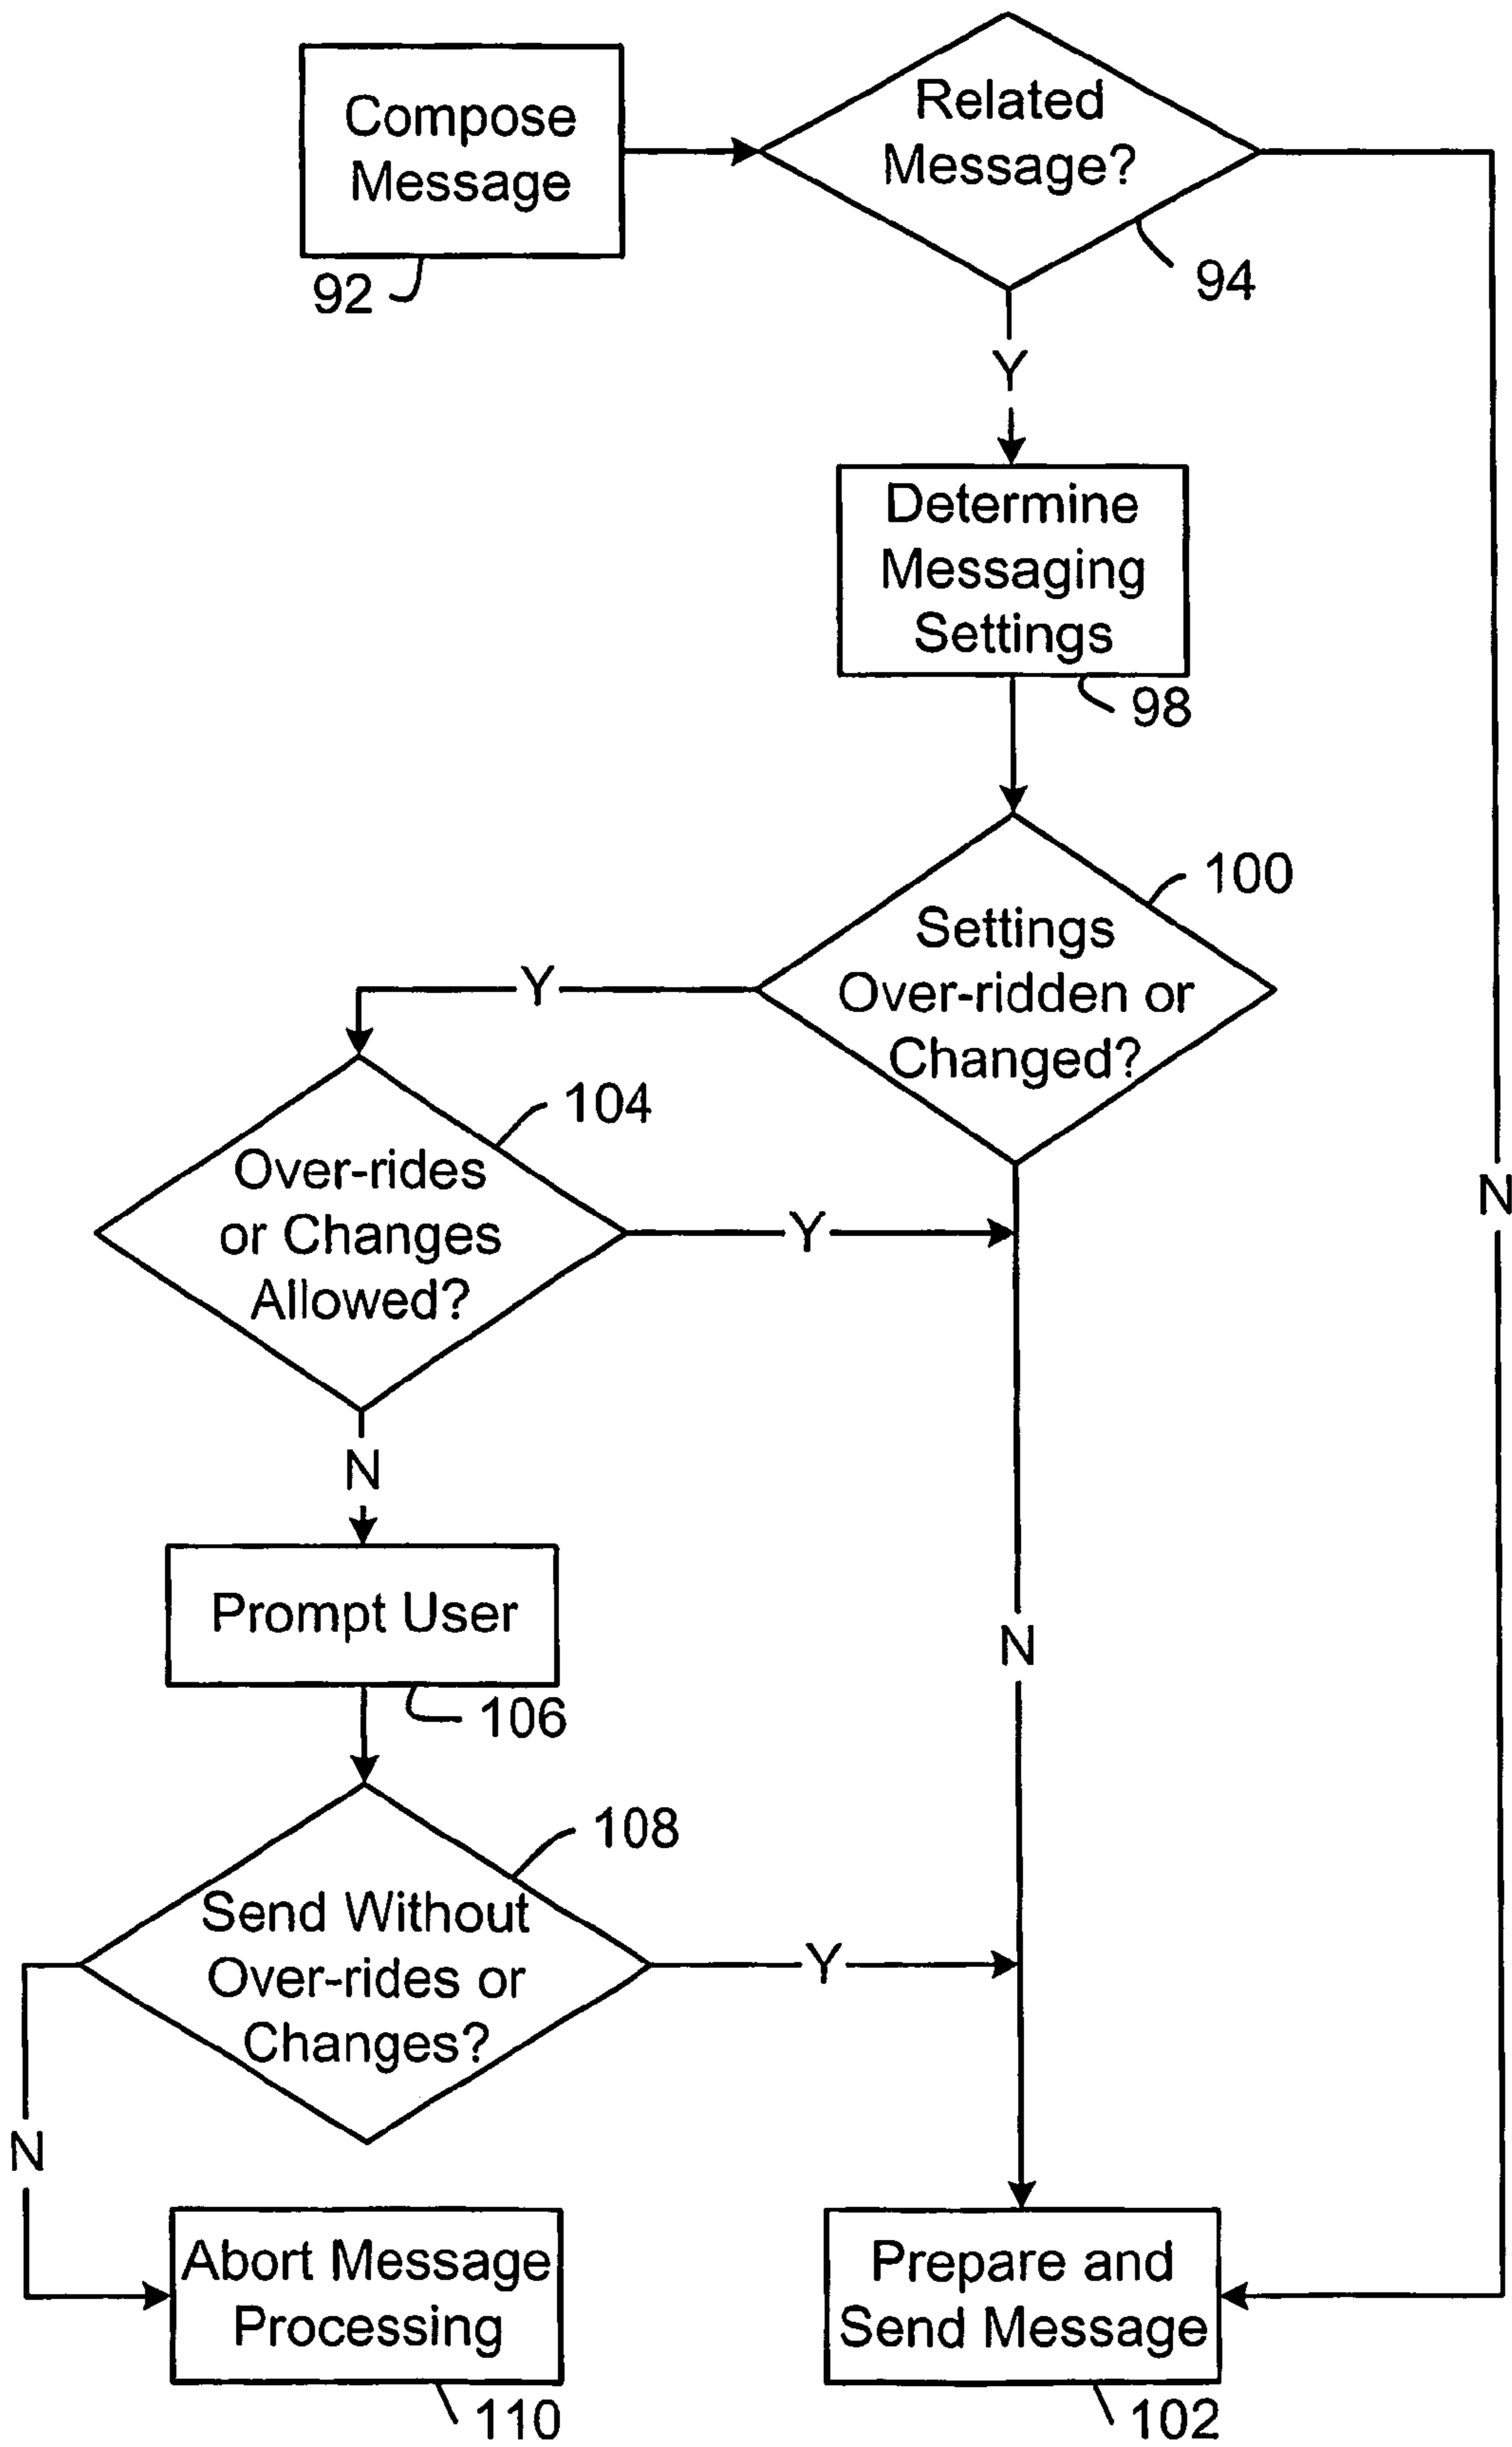 Compose
Message
92
Related
Message?
94
Y
Determine
Messaging
Settings
98
100
Settings
Over-ridden or
Changed?
Y
104
Over-rides
or Changes
Allowed?
Y
N
N
Prompt User
106
N
108
Send Without
Over-rides or
Changes?
Y
N
Abort Message
Processing
110
Prepare and
Send Message
102